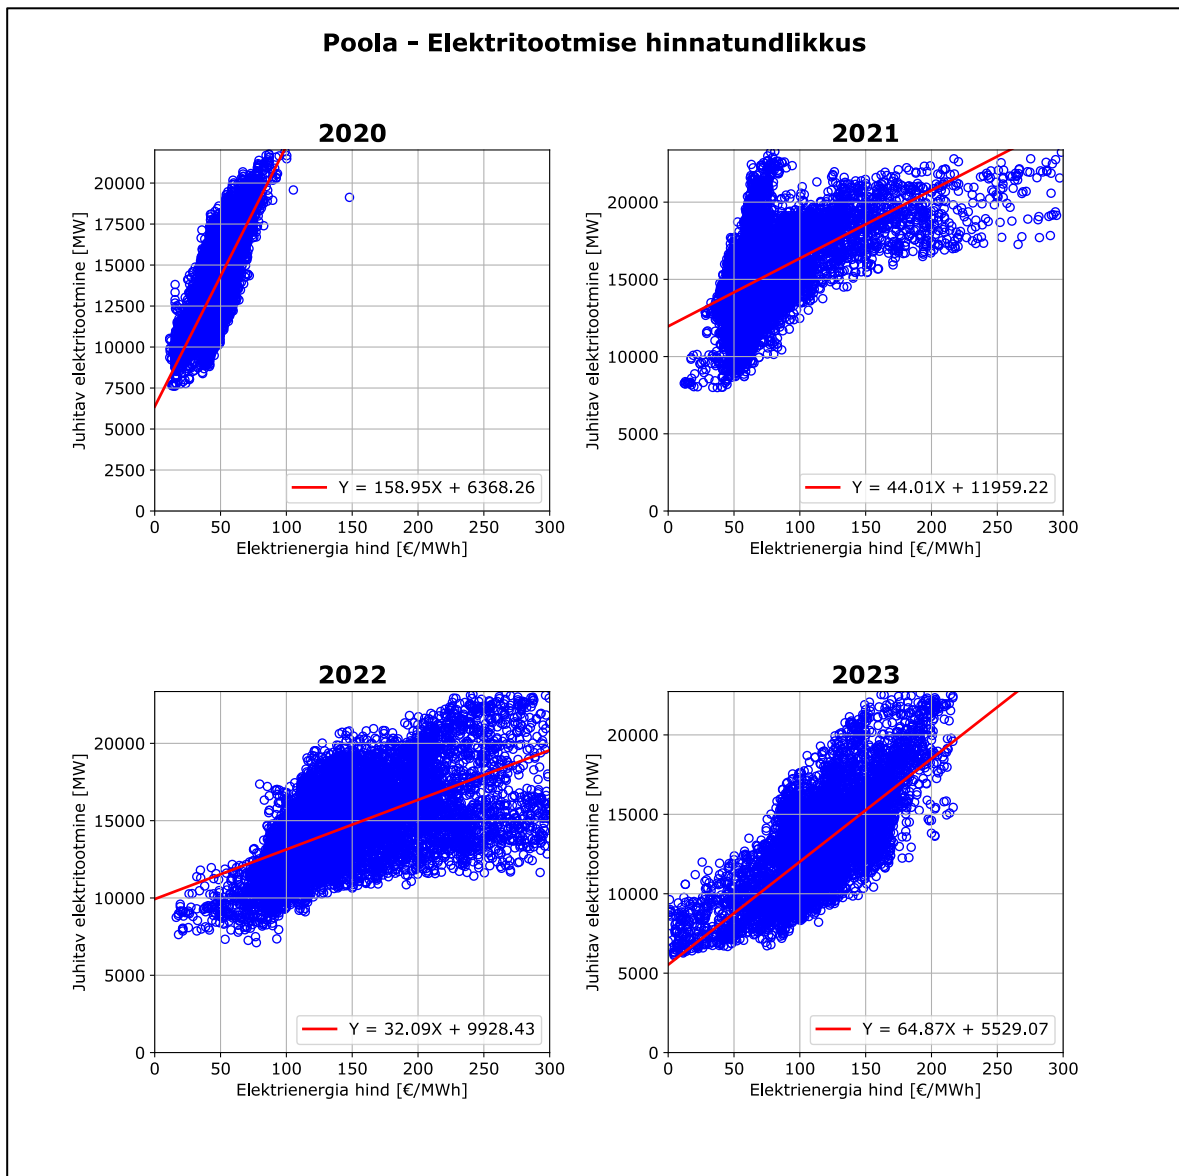 Poola - Elektritootmise hinnatundlikkus
2020
Juhitav elektritootmine [MW]
20000
17500
15000
12500
10000
7500
5000
2500
0
Y = 158.95X + 6368.26
0 50 100 150 200 250 300
Elektrienergia hind [€/MWh]
2021
Juhitav elektritootmine [MW]
20000
15000
10000
5000
0
Y = 44.01X + 11959.22
0 50 100 150 200 250 300
Elektrienergia hind [€/MWh]
2022
Juhitav elektritootmine [MW]
20000
15000
10000
5000
0
Y = 32.09X + 9928.43
0 50 100 150 200 250 300
Elektrienergia hind [€/MWh]
2023
Juhitav elektritootmine [MW]
20000
15000
10000
5000
0
Y = 64.87X + 5529.07
0 50 100 150 200 250 300
Elektrienergia hind [€/MWh]